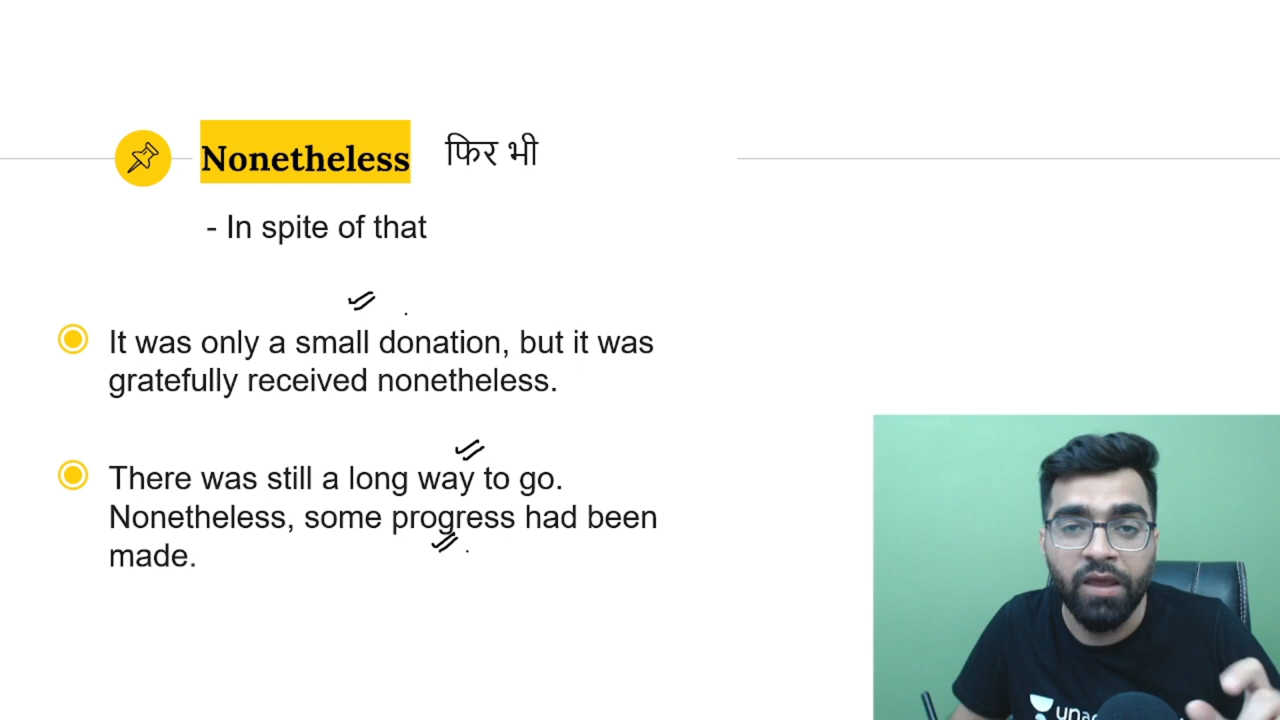 Nonetheless फिर भी
- In spite of that
It was only a small donation, but it was
gratefully received nonetheless.
There was still a long way to go.
Nonetheless, some progress had been
made.